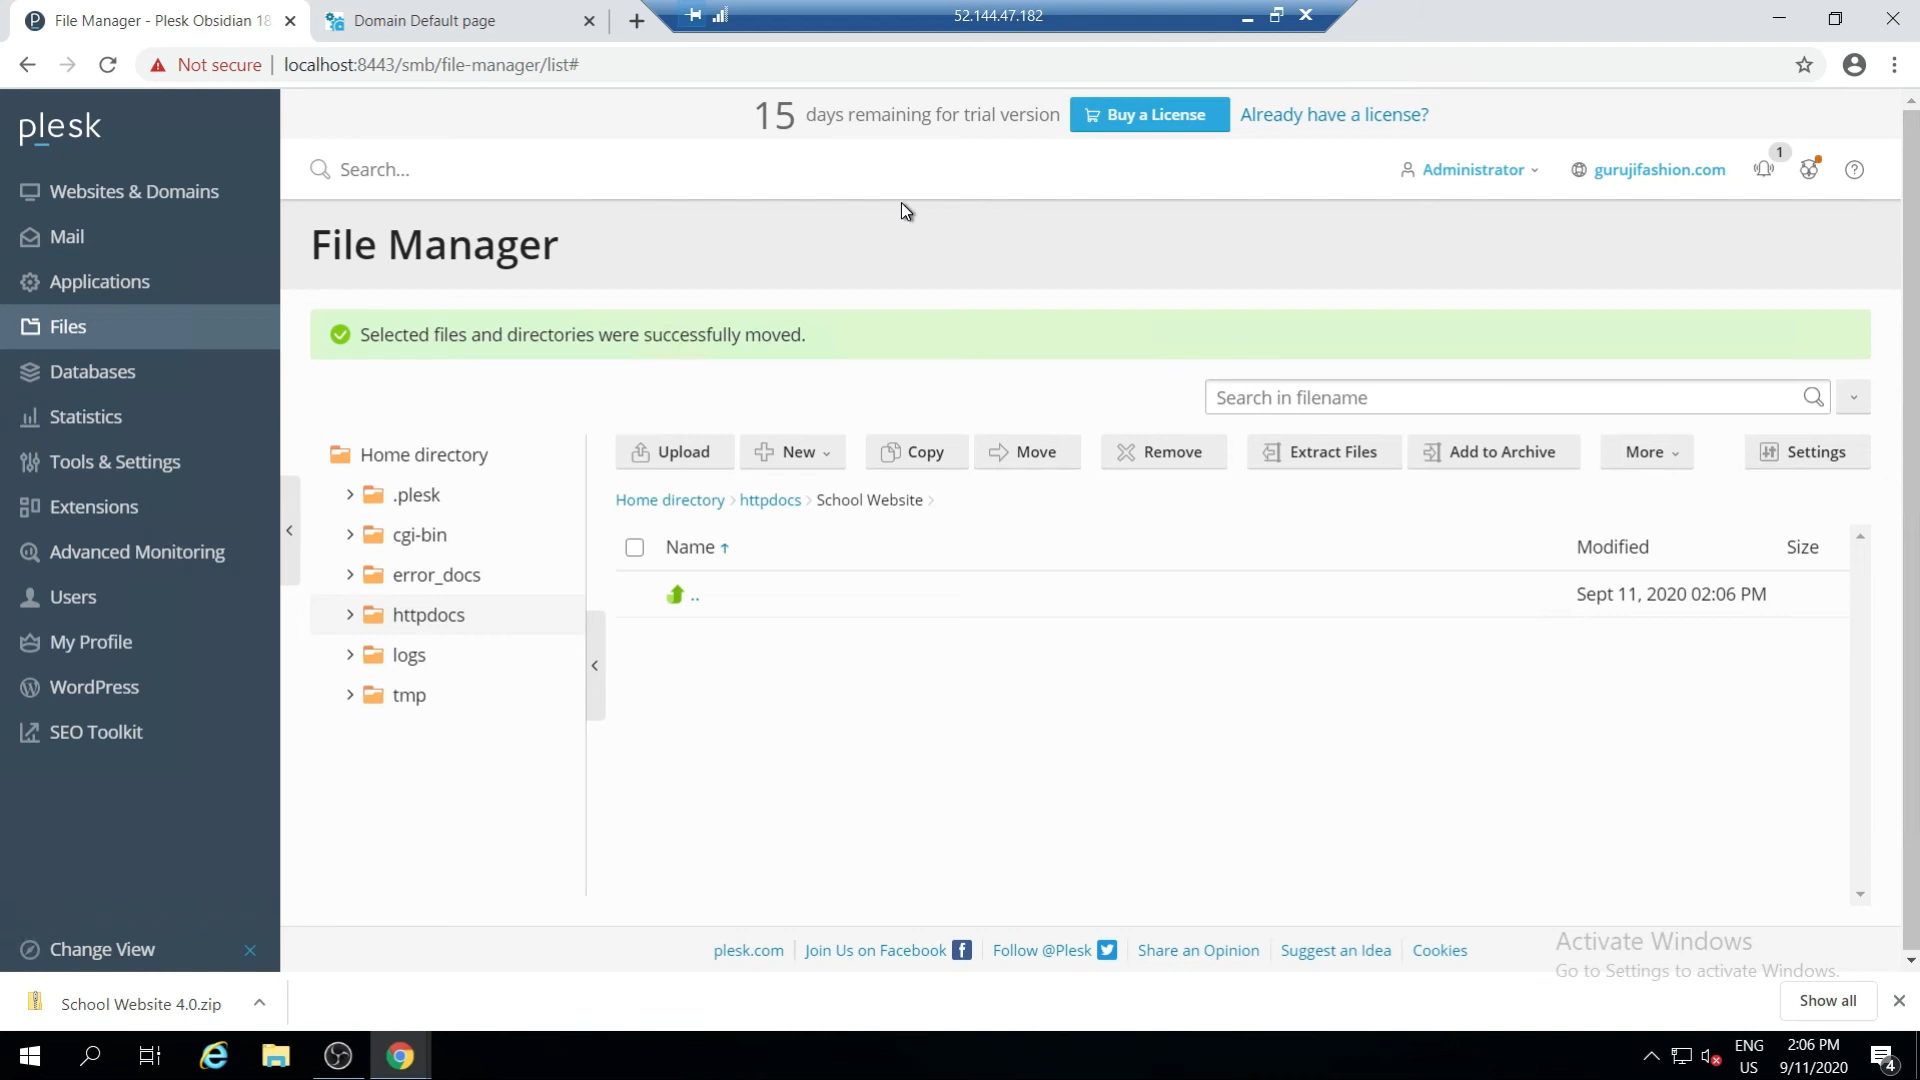 File Manager - Plesk Obsidian 18
Domain Default page
52.144.47.182
Not secure
localhost:8443/smb/file-manager/list#
plesk
15 days remaining for trial version
Buy a License
Already have a license?
Search...
Administrator
gurujifashion.com
1
Websites & Domains
Mail
Applications
Files
Databases
Statistics
Tools & Settings
Extensions
Advanced Monitoring
Users
My Profile
WordPress
SEO Toolkit
Change View
File Manager
Selected files and directories were successfully moved.
Search in filename
Home directory
.plesk
cgi-bin
error_docs
httpdocs
logs
tmp
Upload
New
Copy
Move
Remove
Extract Files
Add to Archive
More
Settings
Home directory > httpdocs > School Website >
Name
Modified
Size
..
Sept 11, 2020 02:06 PM
plesk.com
Join Us on Facebook
Follow @Plesk
Share an Opinion
Suggest an Idea
Cookies
Activate Windows
Go to Settings to activate Windows.
School Website 4.0.zip
Show all
ENG
US
2:06 PM
9/11/2020
4